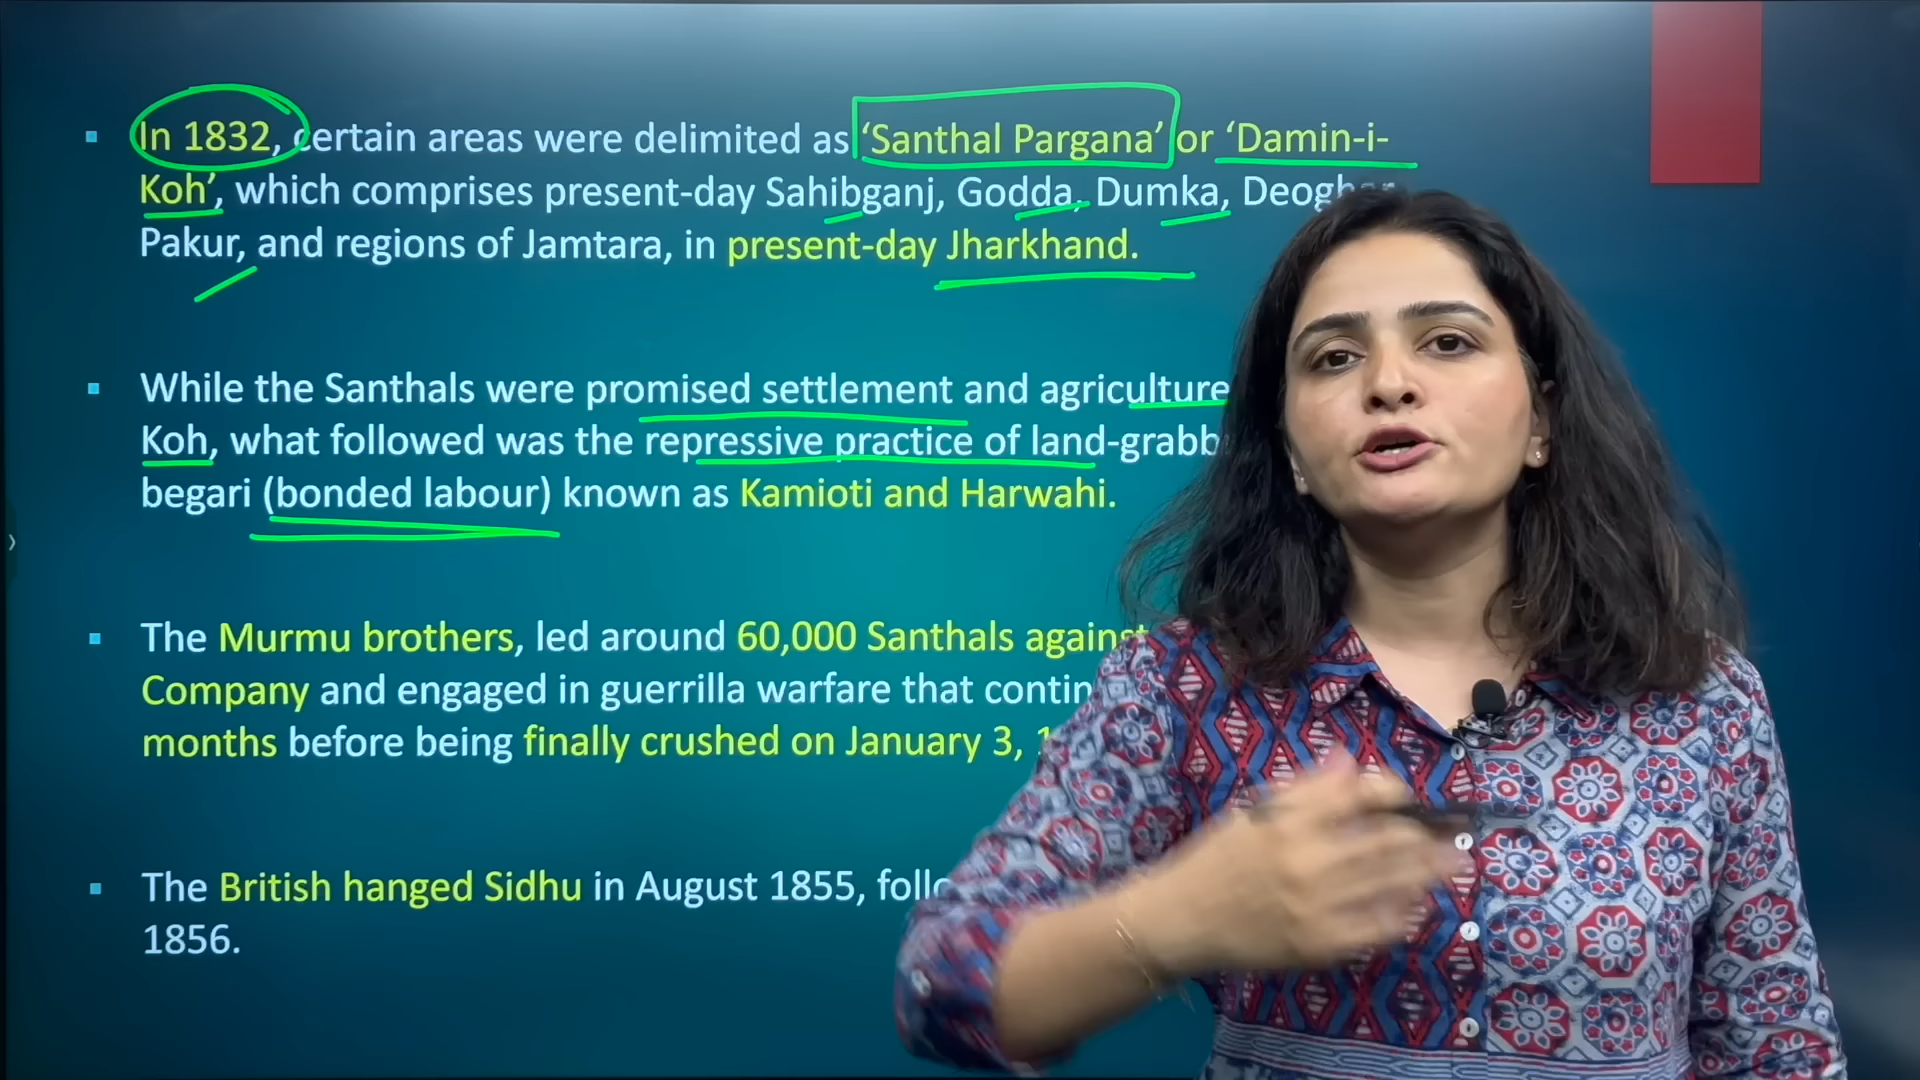 In 1832, certain areas were delimited as ‘Santhal Pargana’ or ‘Damin-i-
Koh’, which comprises present-day Sahibganj, Godda, Dumka, Deoghar,
Pakur, and regions of Jamtara, in present-day Jharkhand.
While the Santhals were promised settlement and agriculture
Koh, what followed was the repressive practice of land-grabb
begari (bonded labour) known as Kamioti and Harwahi.
The Murmu brothers, led around 60,000 Santhals against
Company and engaged in guerrilla warfare that contin
months before being finally crushed on January 3, 1
The British hanged Sidhu in August 1855, follo
1856.